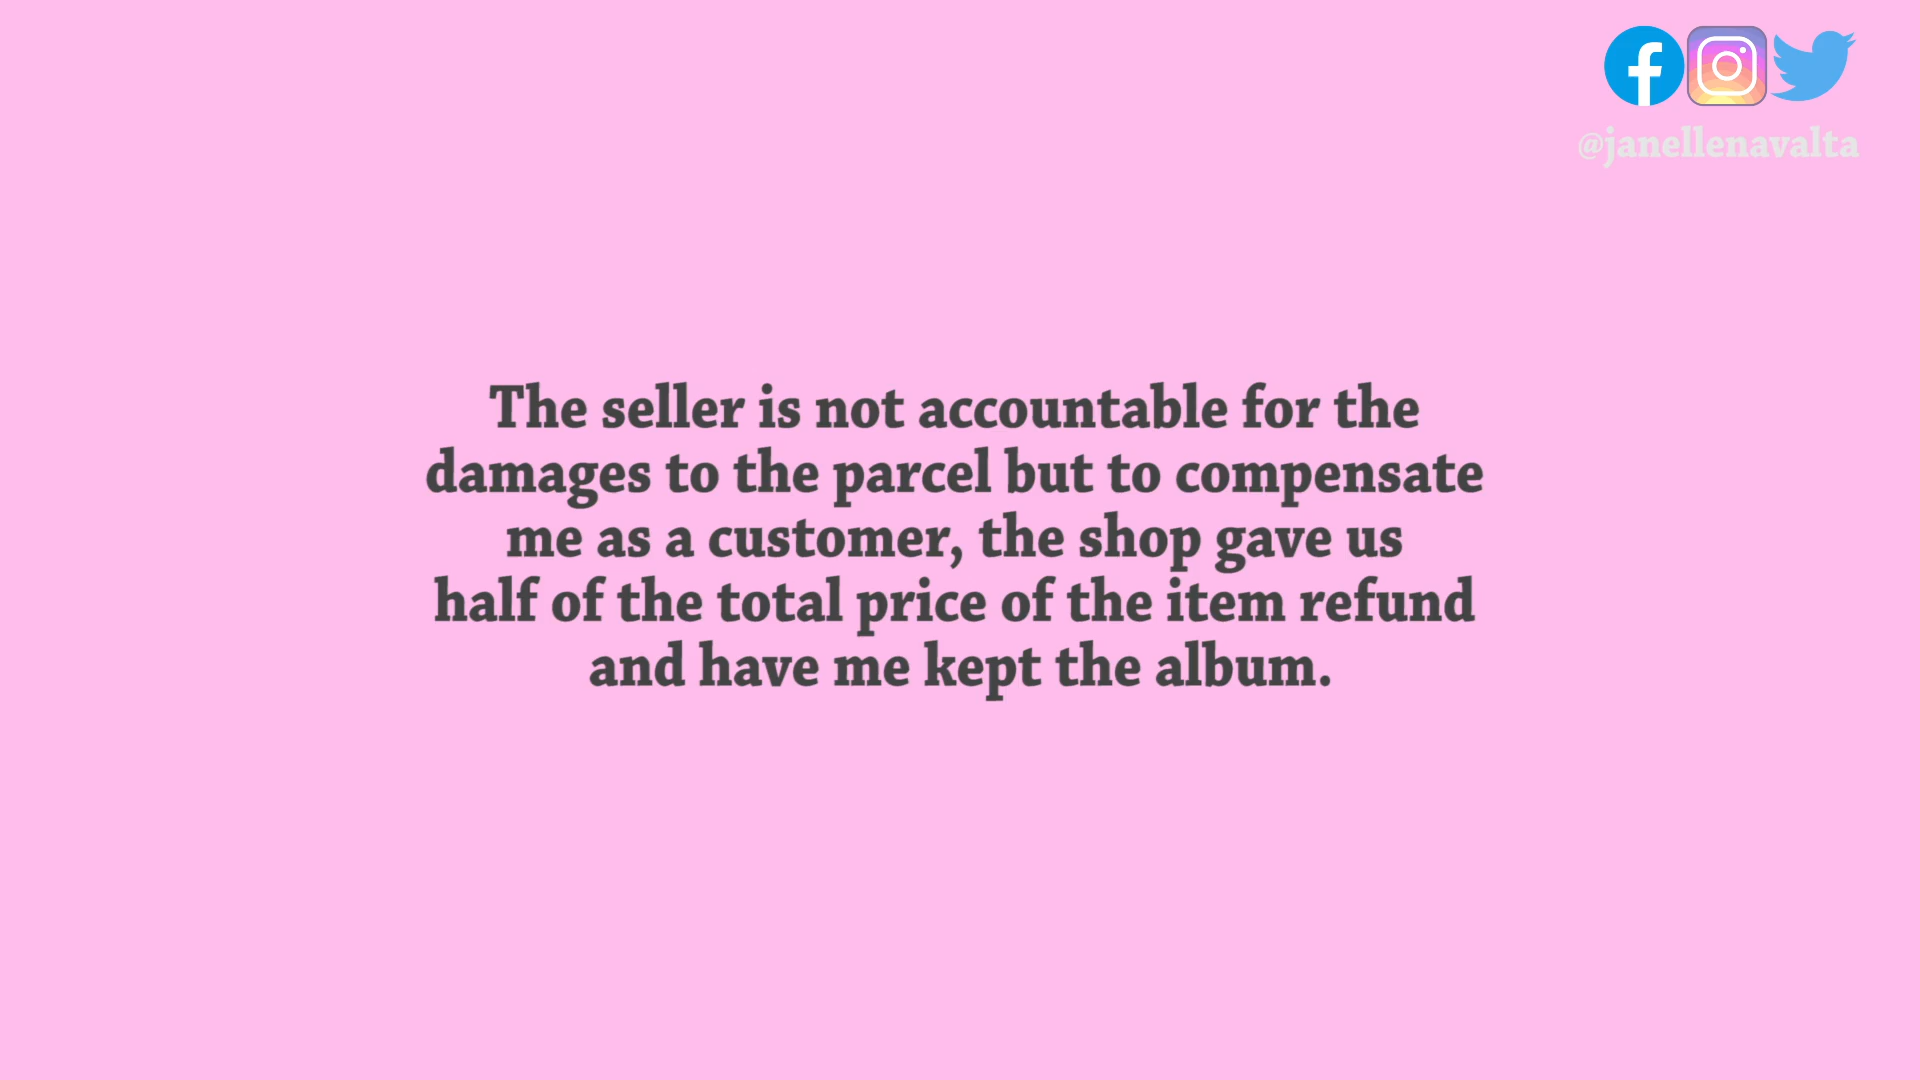 @janellenavalta
The seller is not accountable for the
damages to the parcel but to compensate
me as a customer, the shop gave us
half of the total price of the item refund
and have me kept the album.